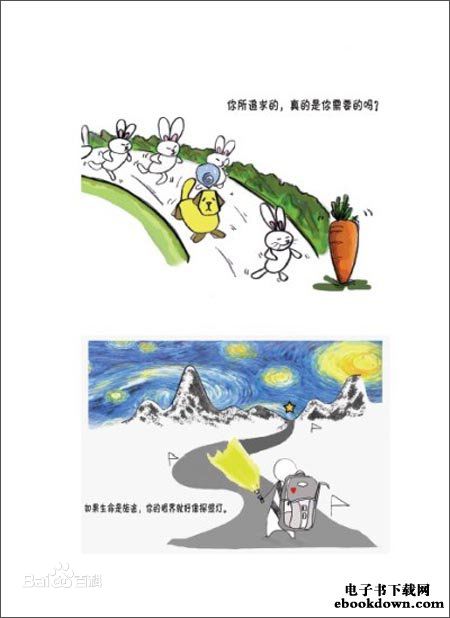 你所追求的，真的是你需要的吗?
如果生命是旅途，你的眼界就好像探照灯。
Bai百科
电子书下载网
ebookdown.com